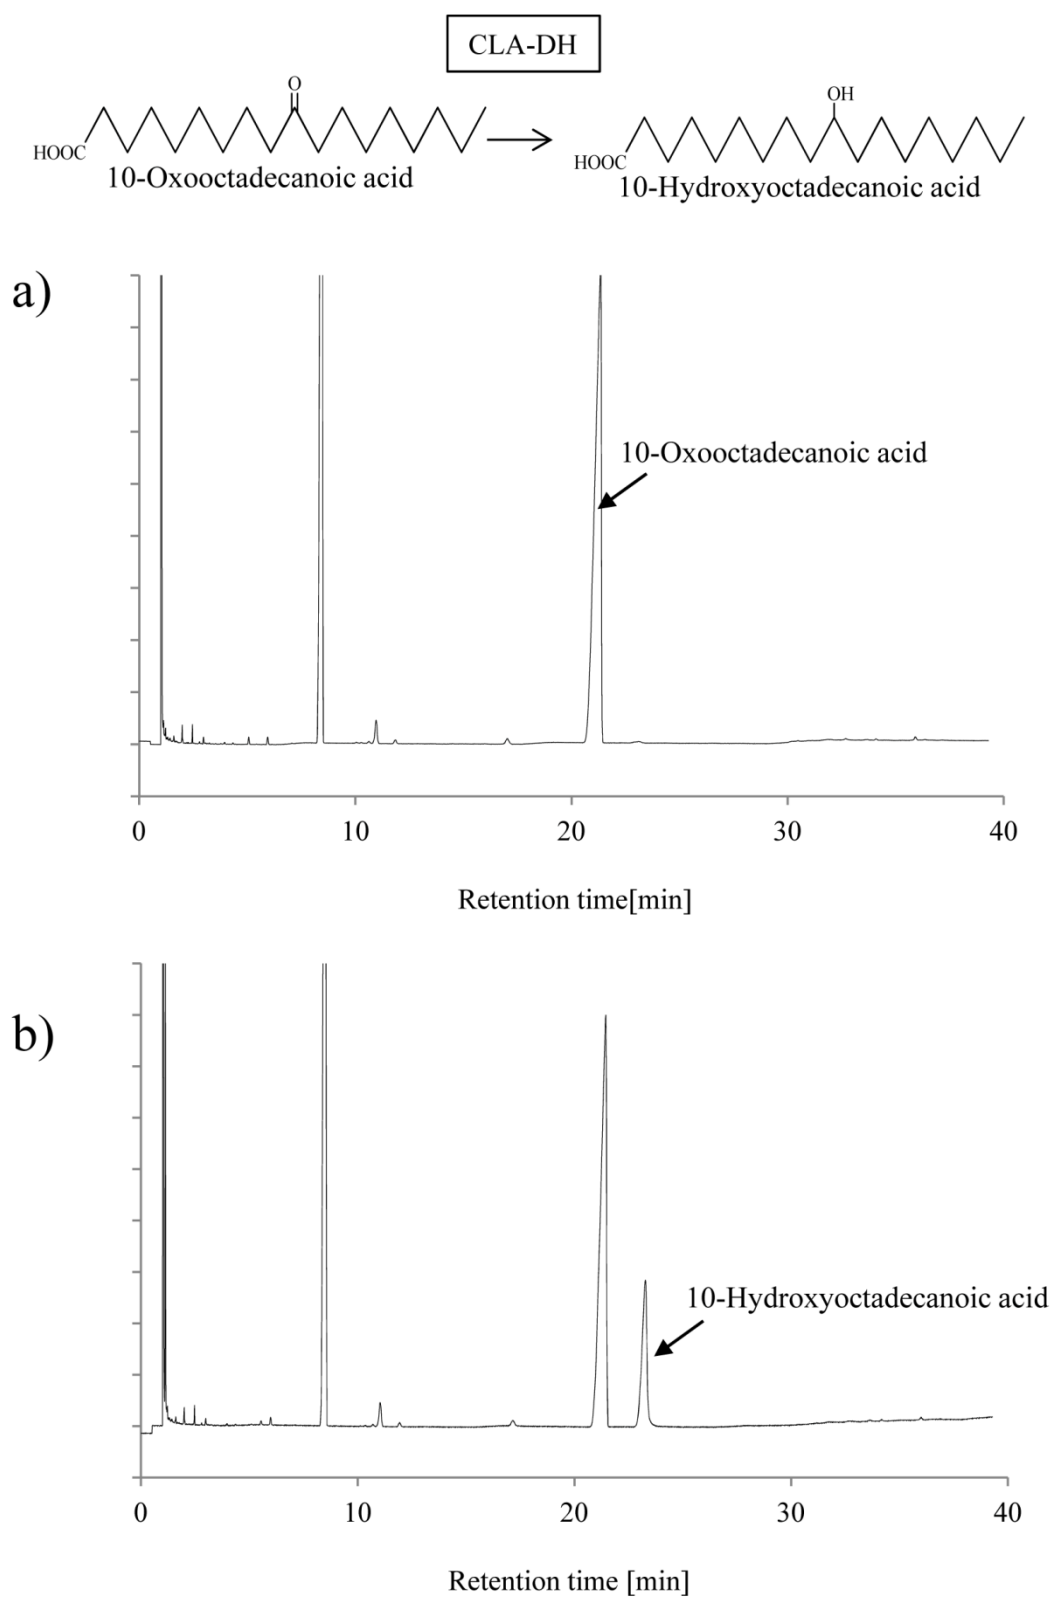 CLA-DH
O
HOOC
10-Oxooctadecanoic acid
OH
HOOC
10-Hydroxyoctadecanoic acid
a)
10-Oxooctadecanoic acid
0 10 20 30 40
Retention time[min]
b)
10-Hydroxyoctadecanoic acid
0 10 20 30 40
Retention time [min]